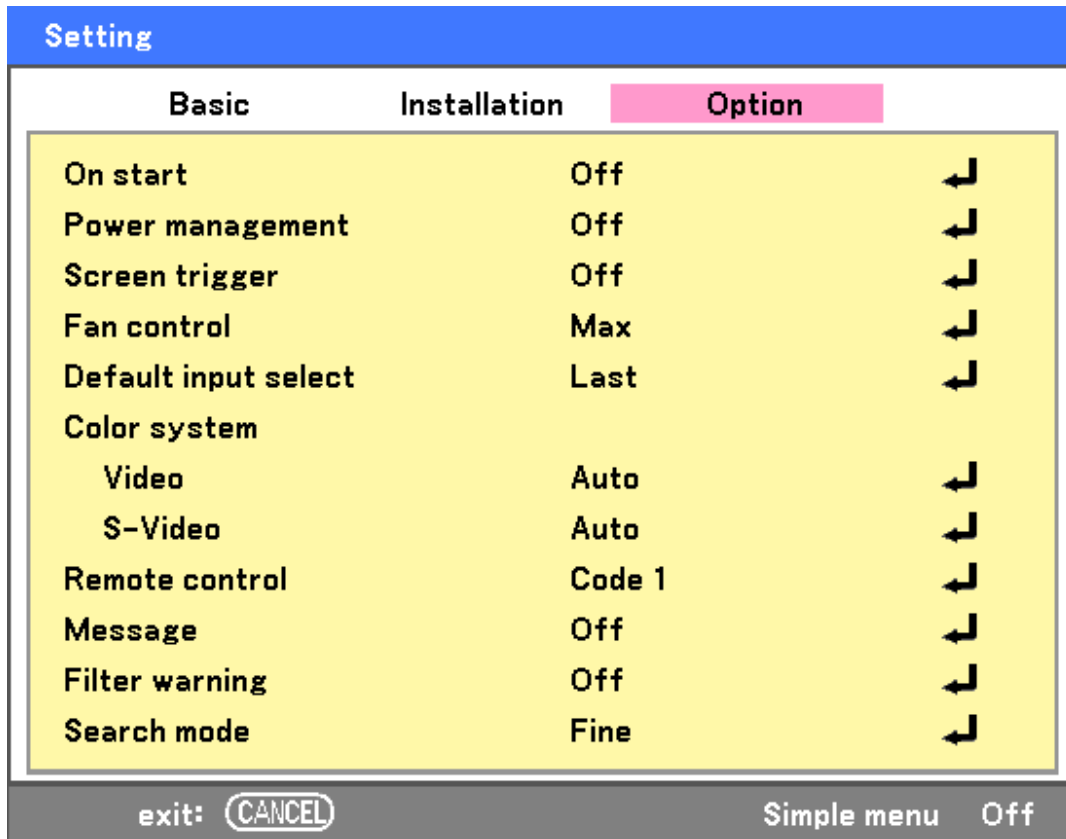 Setting
Basic Installation Option
On start Off
Power management Off
Screen trigger Off
Fan control Max
Default input select Last
Color system
Video Auto
S-Video Auto
Remote control Code 1
Message Off
Filter warning Off
Search mode Fine
exit: CANCEL Simple menu Off